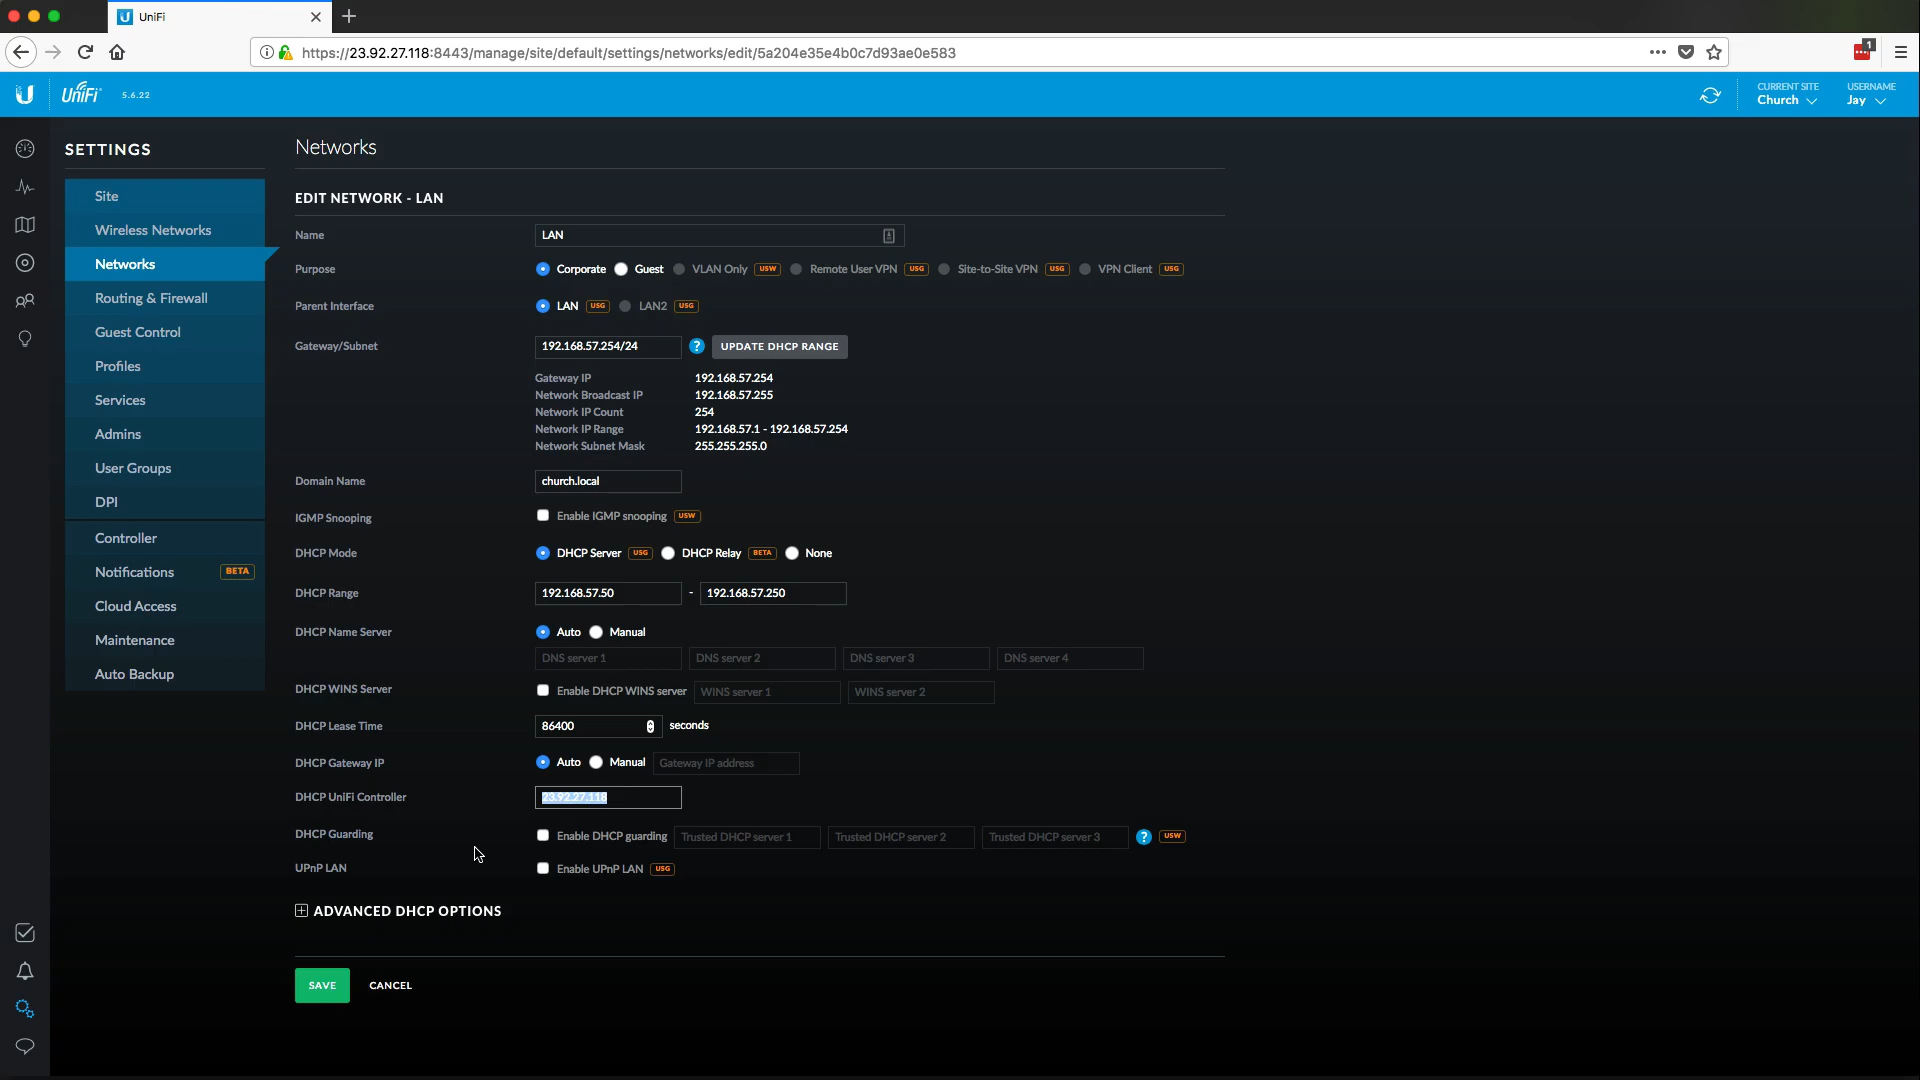 UniFi
https://23.92.27.118:8443/manage/site/default/settings/networks/edit/5a204e35e4b0c7d93ae0e583
1
U UniFi 5.6.22
CURRENT SITE
Church
USERNAME
Jay
SETTINGS
Site
Wireless Networks
Networks
Routing & Firewall
Guest Control
Profiles
Services
Admins
User Groups
DPI
Controller
Notifications BETA
Cloud Access
Maintenance
Auto Backup
Networks
EDIT NETWORK - LAN
Name LAN
Purpose Corporate Guest VLAN Only USW Remote User VPN USG Site-to-Site VPN USG VPN Client USG
Parent Interface LAN USG LAN2 USG
Gateway/Subnet 192.168.57.254/24 ? UPDATE DHCP RANGE
Gateway IP 192.168.57.254
Network Broadcast IP 192.168.57.255
Network IP Count 254
Network IP Range 192.168.57.1 - 192.168.57.254
Network Subnet Mask 255.255.255.0
Domain Name church.local
IGMP Snooping Enable IGMP snooping USW
DHCP Mode DHCP Server USG DHCP Relay BETA None
DHCP Range 192.168.57.50 - 192.168.57.250
DHCP Name Server Auto Manual
DNS server 1 DNS server 2 DNS server 3 DNS server 4
DHCP WINS Server Enable DHCP WINS server WINS server 1 WINS server 2
DHCP Lease Time 86400 seconds
DHCP Gateway IP Auto Manual Gateway IP address
DHCP UniFi Controller 23.92.27.118
DHCP Guarding Enable DHCP guarding Trusted DHCP server 1 Trusted DHCP server 2 Trusted DHCP server 3 ? USW
UPnP LAN Enable UPnP LAN USG
ADVANCED DHCP OPTIONS
SAVE CANCEL